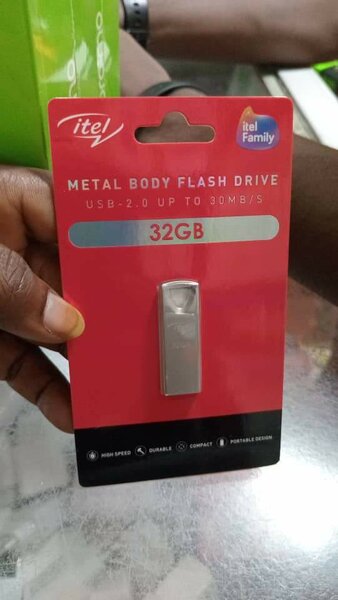 itel
itel
Family
METAL BODY FLASH DRIVE
USB-2.0 UP TO 30MB/S
32GB
HIGH SPEED
DURABLE
COMPACT
PORTABLE DESIGN